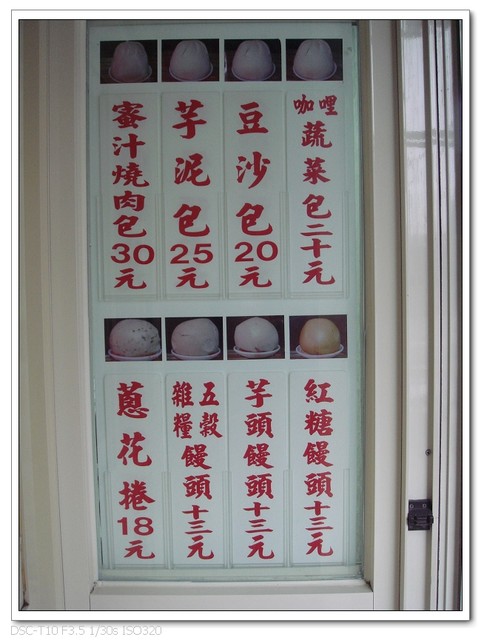 咖哩蔬菜包二十元
豆沙包20元
芋泥包25元
蜜汁燒肉包30元
紅糖饅頭十三元
芋頭饅頭十三元
五穀雜糧饅頭十三元
蔥花捲18元
DSC-T10 F3.5 1/30s ISO320